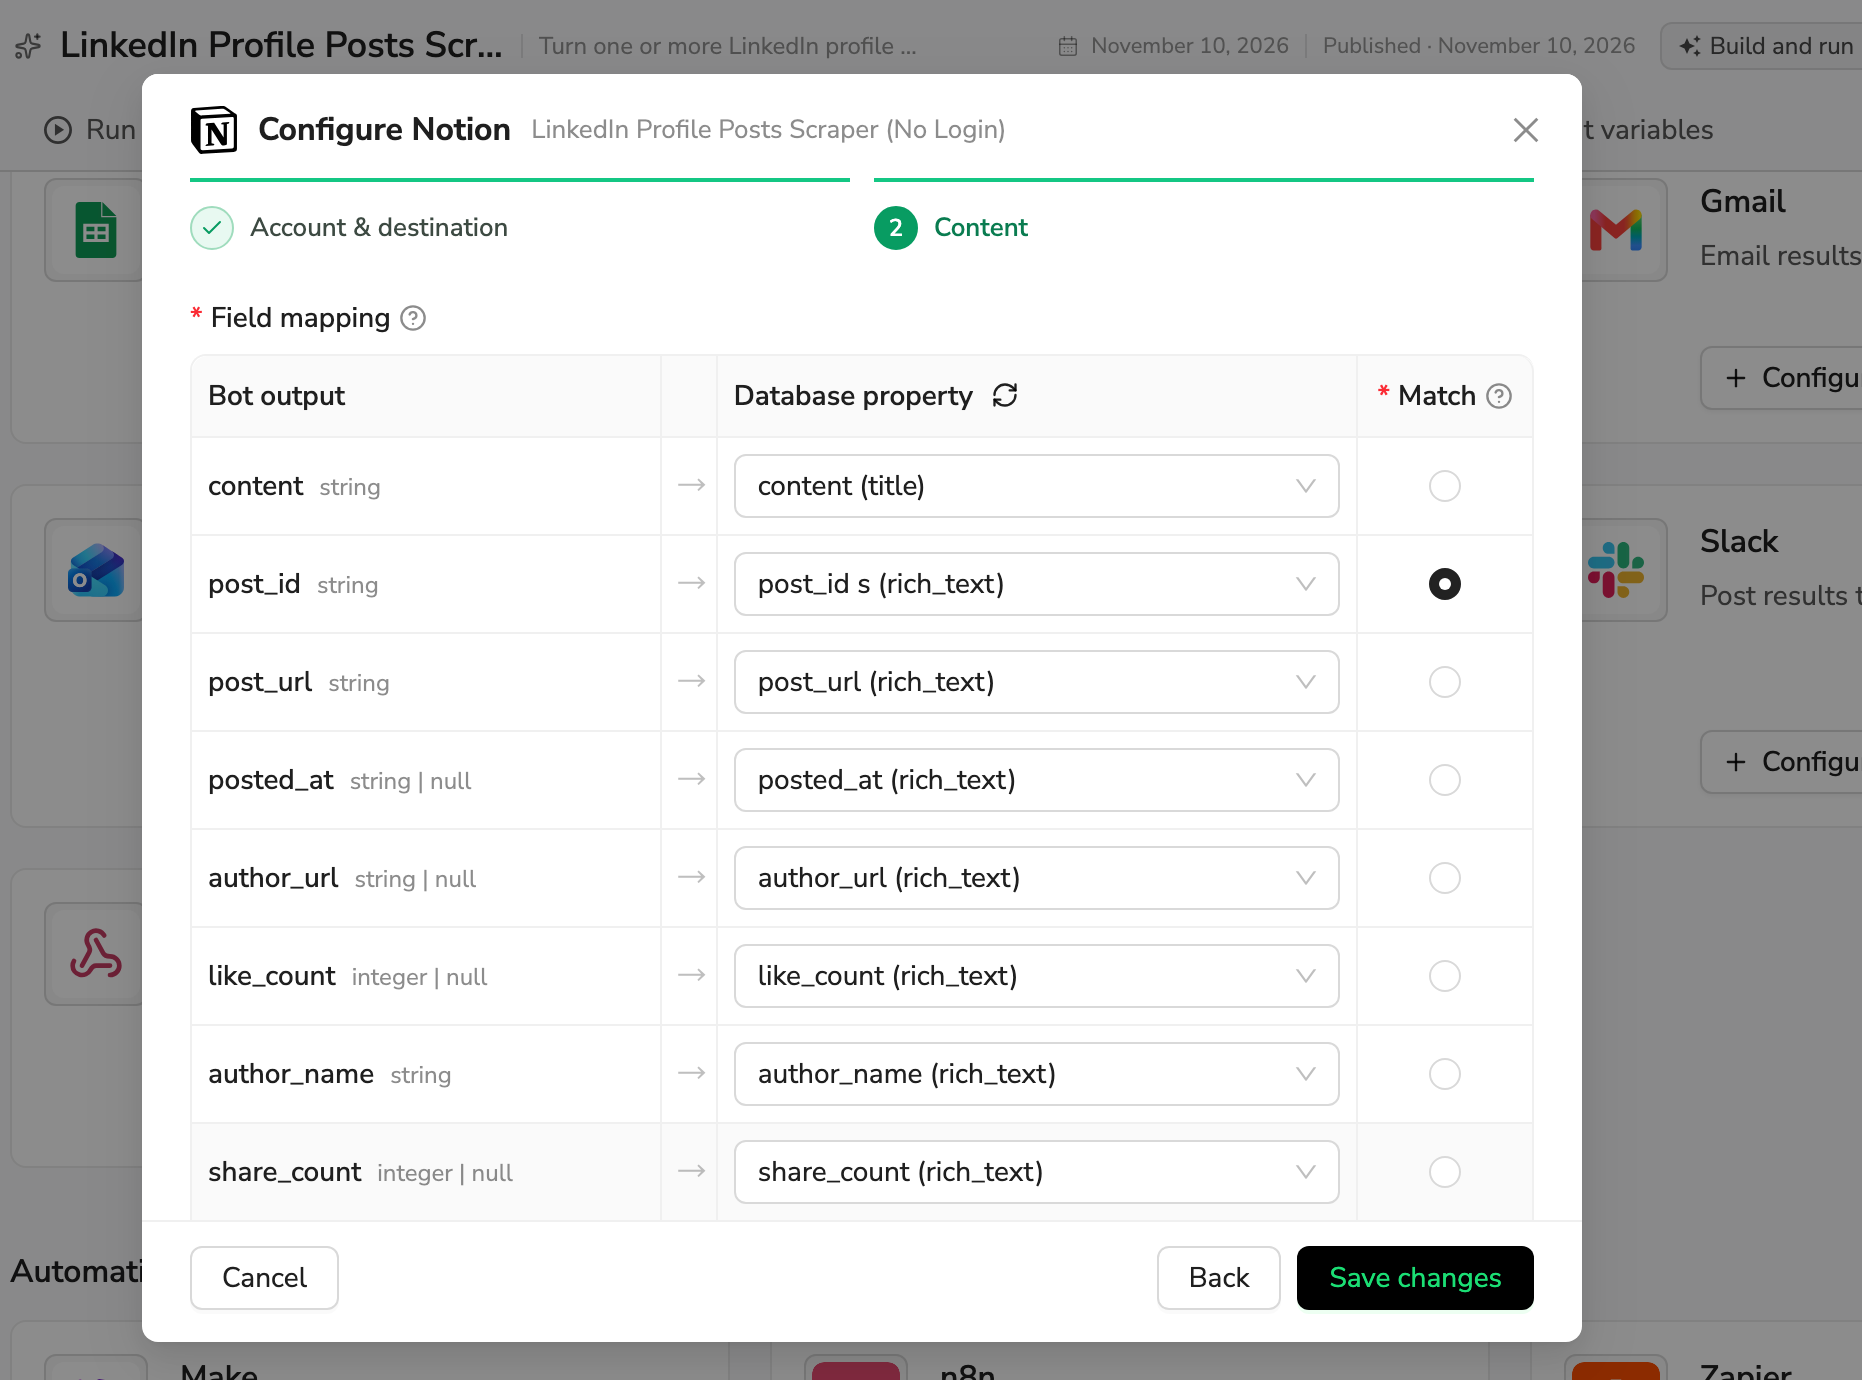 LinkedIn Profile Posts Scr...
Turn one or more LinkedIn profile ...
November 10, 2026
Published · November 10, 2026
Build and run
Run
t variables
Configure Notion
LinkedIn Profile Posts Scraper (No Login)
Account & destination
2
Content
* Field mapping
Bot output
Database property
* Match
content string
content (title)
post_id string
post_id s (rich_text)
post_url string
post_url (rich_text)
posted_at string | null
posted_at (rich_text)
author_url string | null
author_url (rich_text)
like_count integer | null
like_count (rich_text)
author_name string
author_name (rich_text)
share_count integer | null
share_count (rich_text)
Cancel
Back
Save changes
Gmail
Email results
+ Configu
Slack
Post results t
+ Configu
Automati
Make
n8n
Zapier